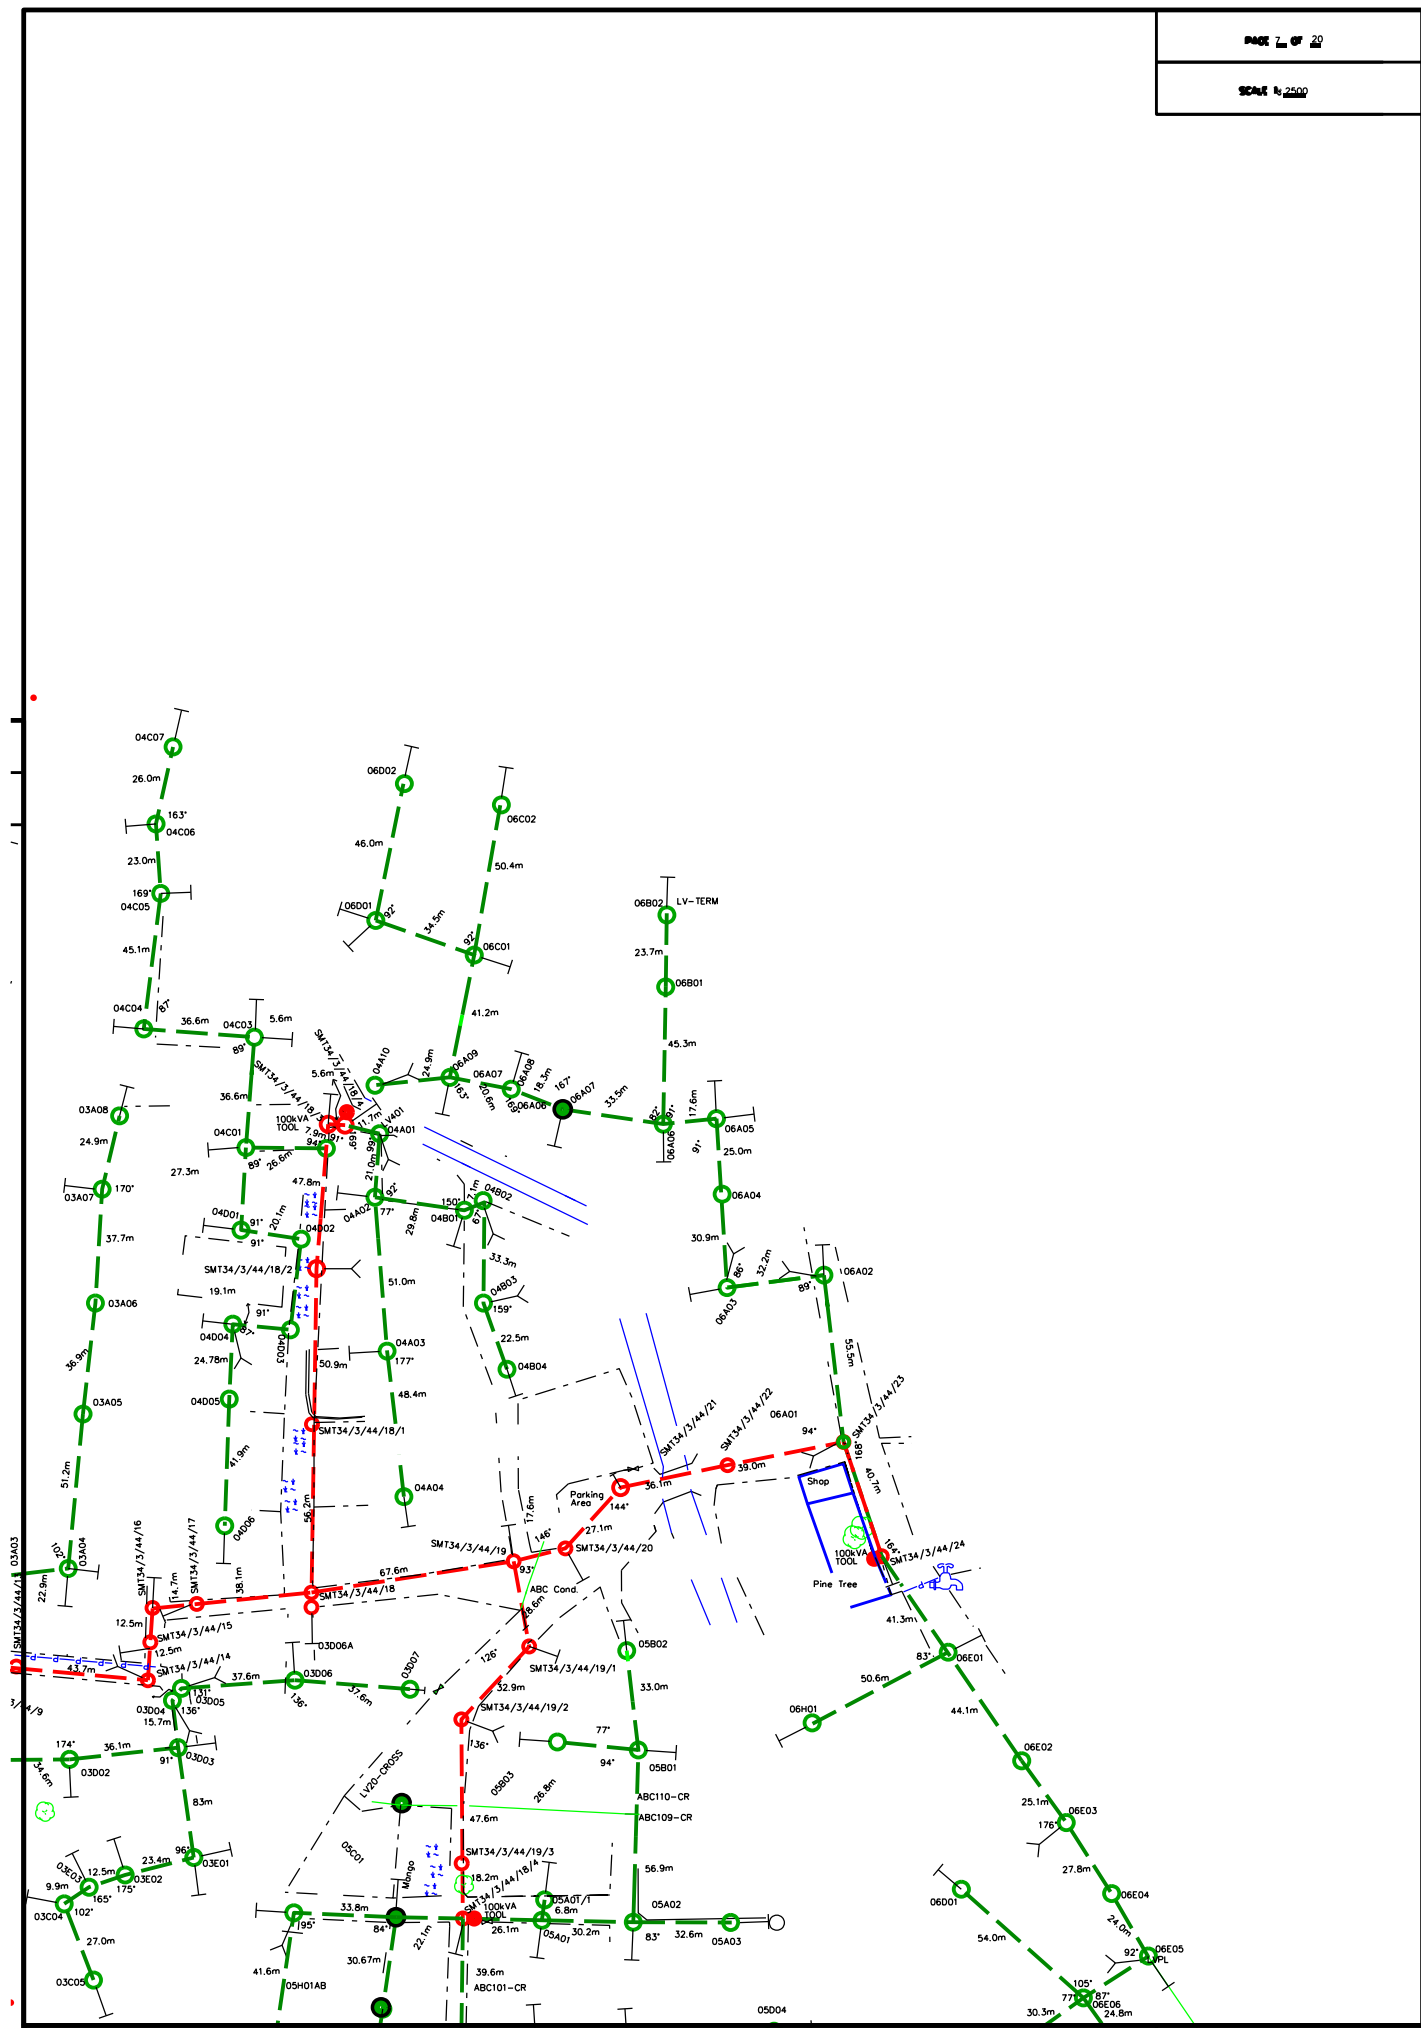 PAGE 7 OF 20
SCALE 1: 2500
04C07
26.0m
163°
04C06
23.0m
169°
04C05
45.1m
04C04
87°
36.6m
04C03
5.6m
89°
36.6m
06D02
46.0m
06D01
92°
34.5m
06C02
50.4m
92°
06C01
41.2m
06B02
LV-TERM
23.7m
06B01
45.3m
SMT34/3/44/18/3
SMT34/3/44/18/4
5.6m
04A10
24.9m
06A09
163°
06A07
20.6m
06A08
169°
06A06
18.3m
167°
06A07
33.5m
82°
91°
06A06
17.6m
06A05
91°
25.0m
06A04
30.9m
86°
06A03
32.2m
89°
06A02
55.5m
03A08
24.9m
03A07
170°
37.7m
03A06
36.9m
03A05
51.2m
102°
03A04
03A03
22.9m
100kVA
TOOL
7.9m
91°
94°
169°
11.7m
LV401
04A01
21.0m
92°
04A02
77°
04C01
89°
26.6m
27.3m
47.8m
04D01
91°
20.1m
91°
04D02
29.8m
150°
04B01
7.1m
67°
04B02
33.3m
04B03
159°
22.5m
04B04
SMT34/3/44/18/2
19.1m
91°
04D04
87°
04D03
24.78m
04D05
41.9m
04D06
51.0m
04A03
177°
48.4m
04A04
50.9m
SMT34/3/44/18/1
56.2m
SMT34/3/44/21
SMT34/3/44/22
06A01
94°
SMT34/3/44/23
168°
40.7m
39.0m
36.1m
144°
Parking
Area
27.1m
17.6m
146°
SMT34/3/44/19
SMT34/3/44/20
93°
Shop
100kVA
TOOL
164°
SMT34/3/44/24
Pine Tree
41.3m
83°
06E01
50.6m
06H01
44.1m
06E02
25.1m
06E03
176°
27.8m
06E04
24.0m
92°
06E05
LVPL
105°
77°
87°
06E06
30.3m
24.8m
06D01
54.0m
SMT34/3/44/16
SMT34/3/44/17
14.7m
38.1m
67.6m
SMT34/3/44/18
12.5m
SMT34/3/44/15
12.5m
SMT34/3/44/14
43.7m
ABC Cond.
28.6m
126°
SMT34/3/44/19/1
32.9m
SMT34/3/44/19/2
136°
47.6m
SMT34/3/44/19/3
18.2m
SMT34/3/44/18/4
100kVA
TOOL
03D06A
37.6m
03D06
136°
37.6m
03D07
131°
03D05
03D04
136°
15.7m
91°
03D03
174°
36.1m
03D02
34.6m
83m
96°
03E01
23.4m
03E02
175°
12.5m
03E03
165°
9.9m
03C04
102°
27.0m
03C05
LV20-CROSS
05C01
Mango
05B03
26.8m
05B02
33.0m
77°
94°
05B01
ABC110-CR
ABC109-CR
56.9m
05A02
83°
32.6m
05A03
05A01/1
6.8m
05A01
30.2m
26.1m
33.8m
195°
84°
22.1m
30.67m
41.6m
05H01AB
39.6m
ABC101-CR
05D04